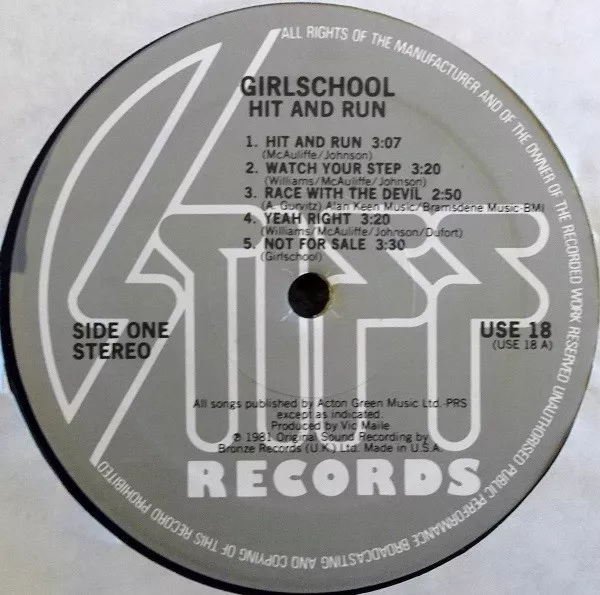 ALL RIGHTS OF THE MANUFACTURER AND OF THE OWNER OF THE RECORDED WORK RESERVED UNAUTHORISED PUBLIC PERFORMANCE BROADCASTING AND COPYING OF THIS RECORD PROHIBITED
GIRLSCHOOL
HIT AND RUN
1. HIT AND RUN 3:07
(McAuliffe/Johnson)
2. WATCH YOUR STEP 3:20
(Williams/McAuliffe/Johnson)
3. RACE WITH THE DEVIL 2:50
(A. Gurvitz) Alan Keen Music/Bramsdene Music-BMI
4. YEAH RIGHT 3:20
(Williams/McAuliffe/Johnson/Dufort)
5. NOT FOR SALE 3:30
(Girlschool)
Stiff
SIDE ONE
STEREO
USE 18
(USE 18 A)
All songs published by Acton Green Music Ltd.-PRS
except as indicated.
Produced by Vic Maile
℗ 1981 Original Sound Recording by
Bronze Records (U.K.) Ltd. Made in U.S.A.
RECORDS